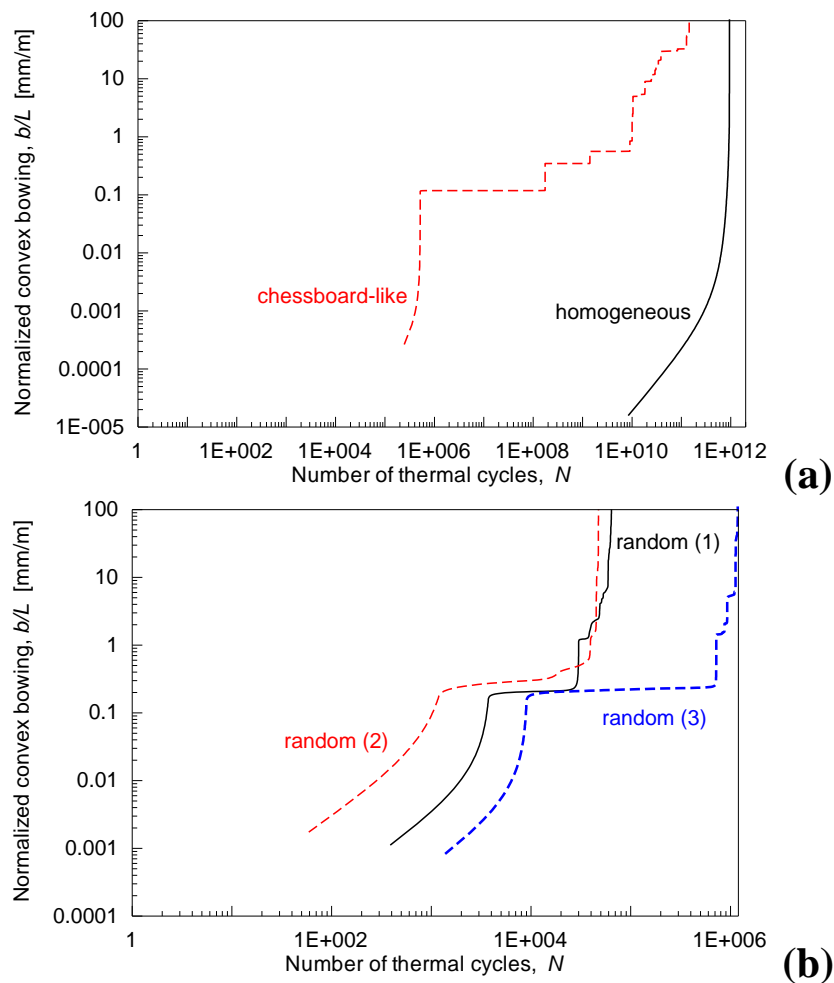 100
10
1
0.1
0.01
0.001
0.0001
1E-005
Normalized convex bowing, b/L [mm/m]
chessboard-like
homogeneous
1 1E+002 1E+004 1E+006 1E+008 1E+010 1E+012
Number of thermal cycles, N
(a)
100
10
1
0.1
0.01
0.001
0.0001
Normalized convex bowing, b/L [mm/m]
random (1)
random (2)
random (3)
1 1E+002 1E+004 1E+006
Number of thermal cycles, N
(b)